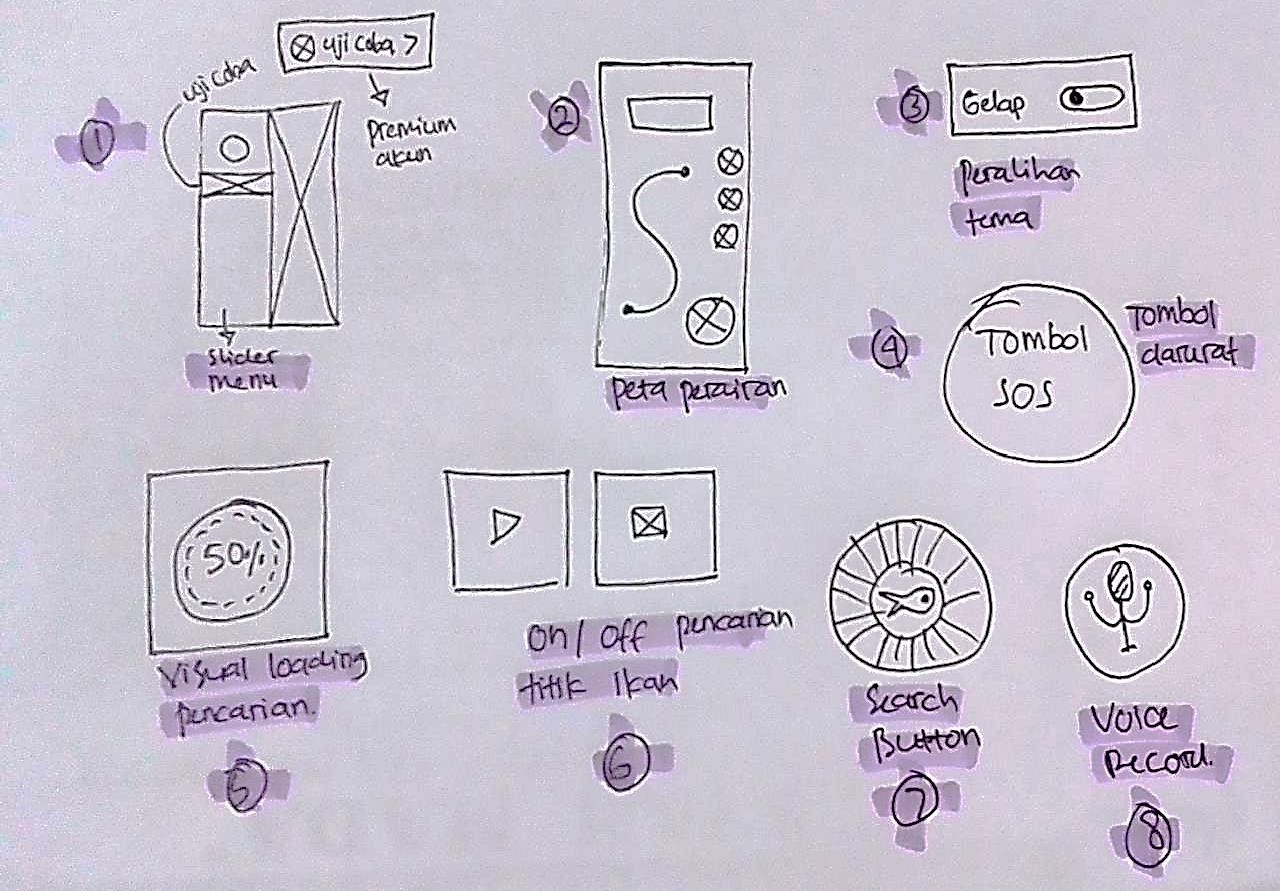 ① uji coba
⊗ uji coba >
Premium
akun
slider
menu
②
Peta perairan
③
Gelap
Peralihan
tema
④
TOMBOL
SOS
TOMBOL
darurat
50%
Visual loading
pencarian.
⑤
On / Off pencarian
titik Ikan
⑥
Search
Button
⑦
Voice
Record.
⑧